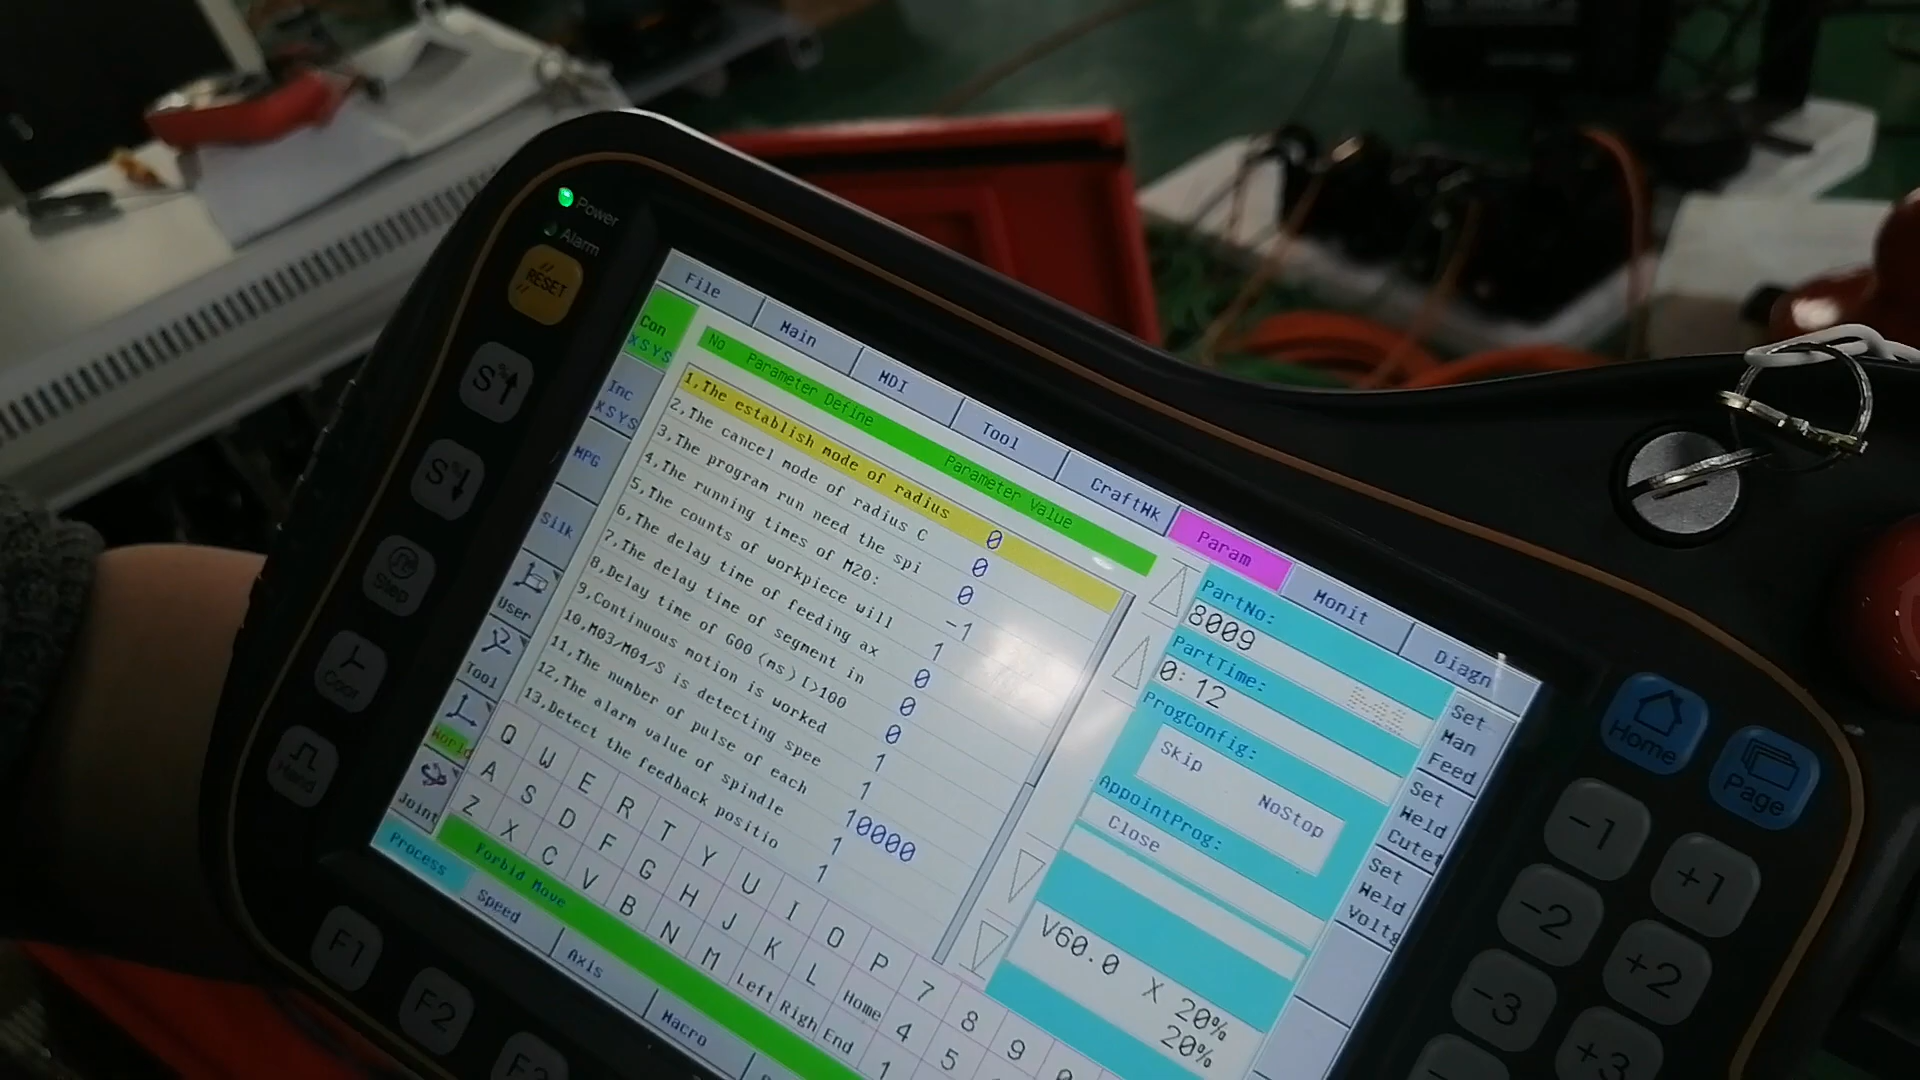 Power
Alarm
RESET
S%
S%
Step
Coor
Hand
F1
F2
File
Main
MDI
Tool
CraftWK
Param
Monit
Diagn
Con
XSYS
Inc
XSYS
MPG
Silk
User
Tool
World
Joint
No Parameter Define Parameter Value
1,The establish mode of radius 0
2,The cancel mode of radius C 0
3,The program run need the spi 0
4,The running times of M20: -1
5,The counts of workpiece will 1
6,The delay time of feeding ax 0
7,The delay time of segment in 0
8,Delay time of G00 (ms) [>100 0
9,Continuous motion is worked 1
10,M03/M04/S is detecting spee 1
11,The number of pulse of each 10000
12,The alarm value of spindle 1
13,Detect the feedback positio 1
Q W E R T Y U I O P 7 8 9
A S D F G H J K L Home 4 5
Z X C V B N M Left Righ End 1
Forbid Move
Process
Speed
Axis
Macro
PartNo:
8009
PartTime:
0: 12
ProgConfig:
Skip
NoStop
AppointProg:
Close
V60.0 X 20%
20%
Set
Man
Feed
Set
Weld
Cute
Set
Weld
Voltg
Home
Page
-1 +1
-2 +2
-3 +3